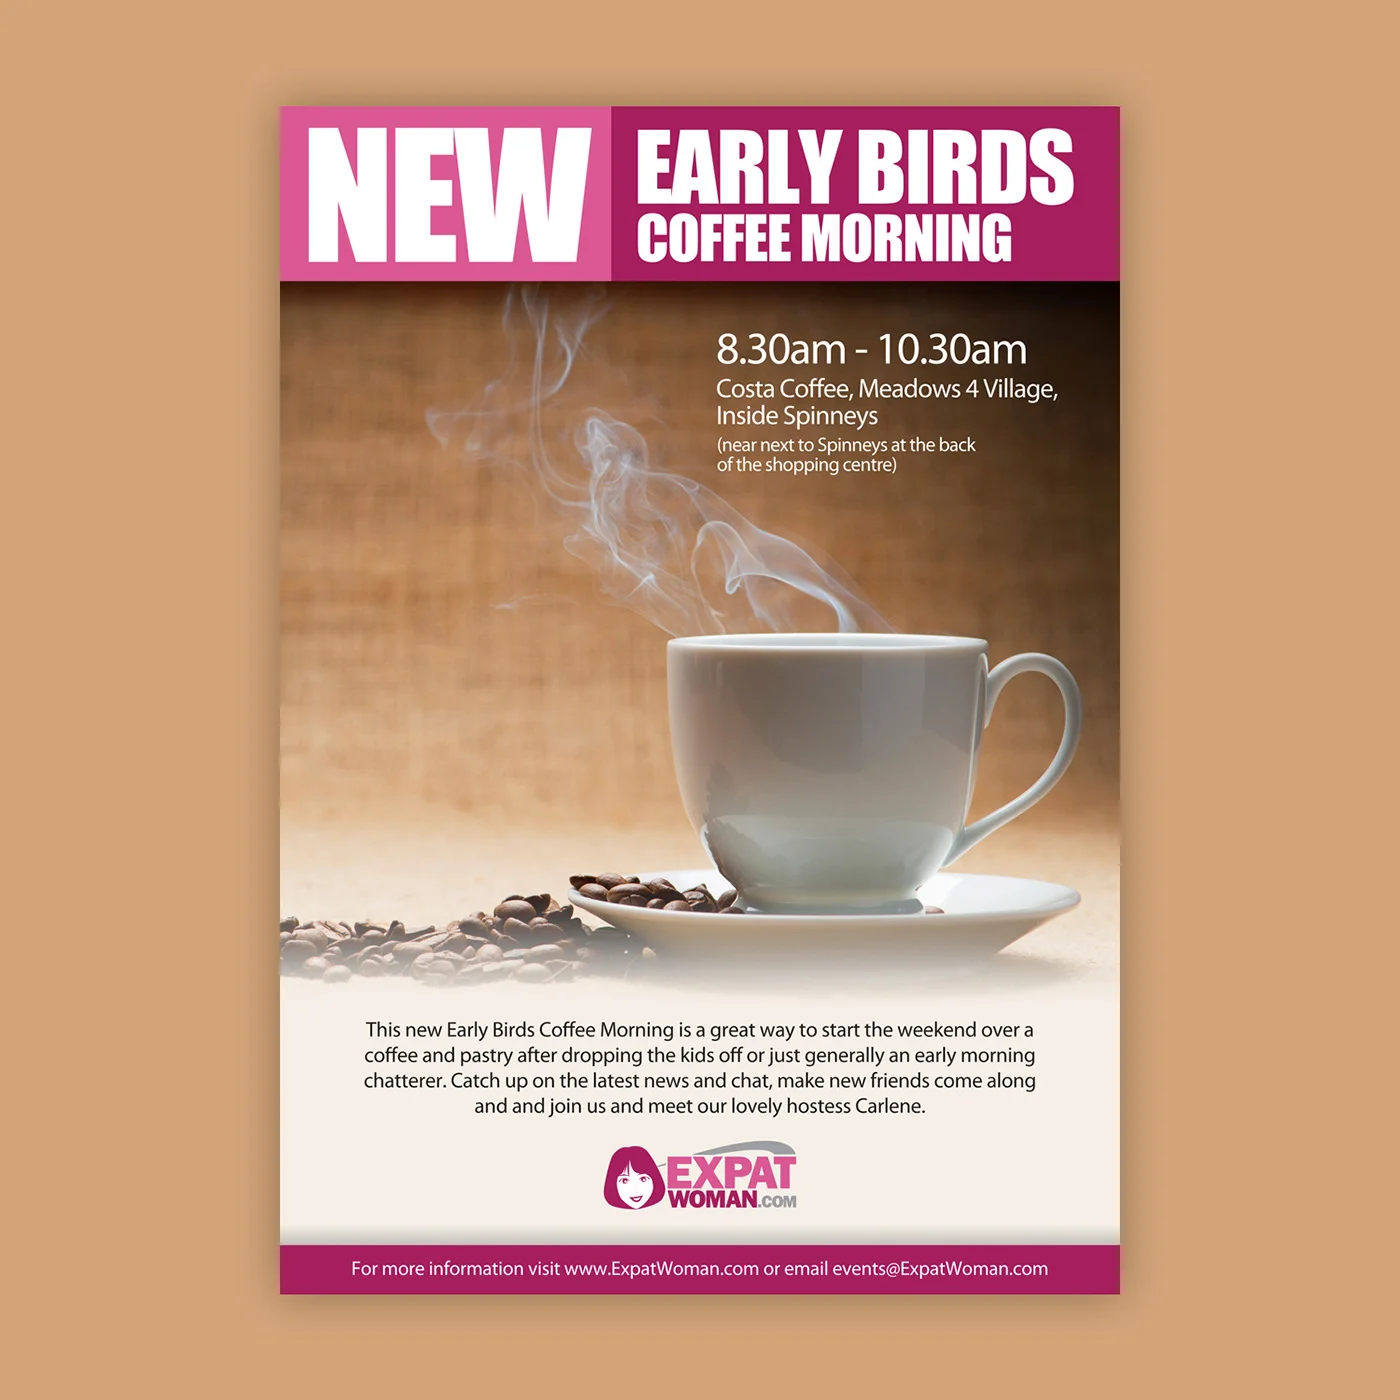 NEW
EARLY BIRDS
COFFEE MORNING
8.30am - 10.30am
Costa Coffee, Meadows 4 Village,
Inside Spinneys
(near next to Spinneys at the back
of the shopping centre)
This new Early Birds Coffee Morning is a great way to start the weekend over a
coffee and pastry after dropping the kids off or just generally an early morning
chatterer. Catch up on the latest news and chat, make new friends come along
and and join us and meet our lovely hostess Carlene.
EXPAT
WOMAN.COM
For more information visit www.ExpatWoman.com or email events@ExpatWoman.com